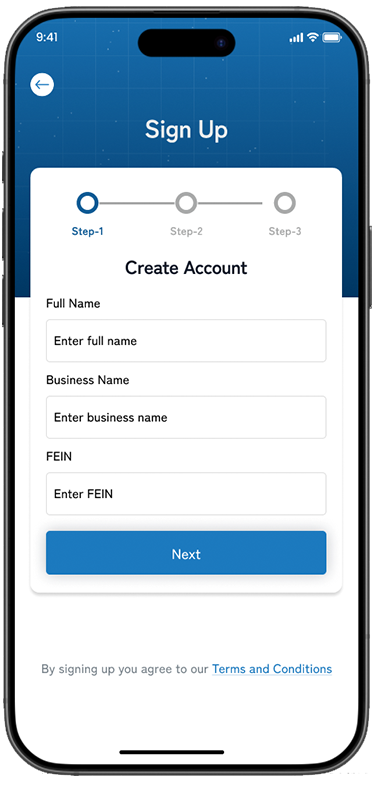 9:41
Sign Up
Step-1 Step-2 Step-3
Create Account
Full Name
Enter full name
Business Name
Enter business name
FEIN
Enter FEIN
Next
By signing up you agree to our Terms and Conditions